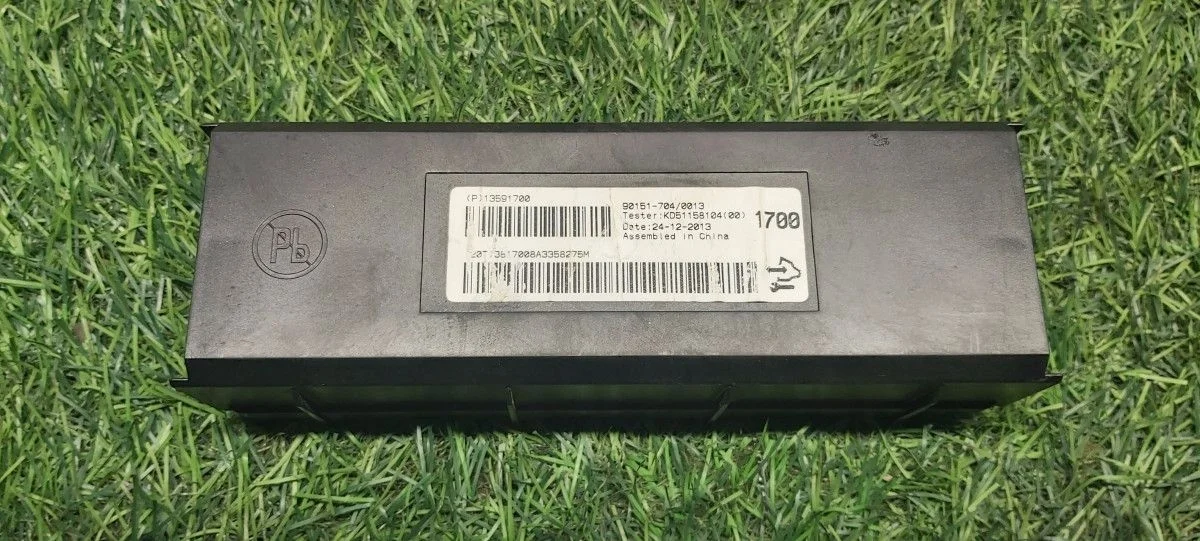 Pb
(P)13591700
90151-704/0013
Tester:KD51158104(00)
1700
Date:24-12-2013
Assembled in China